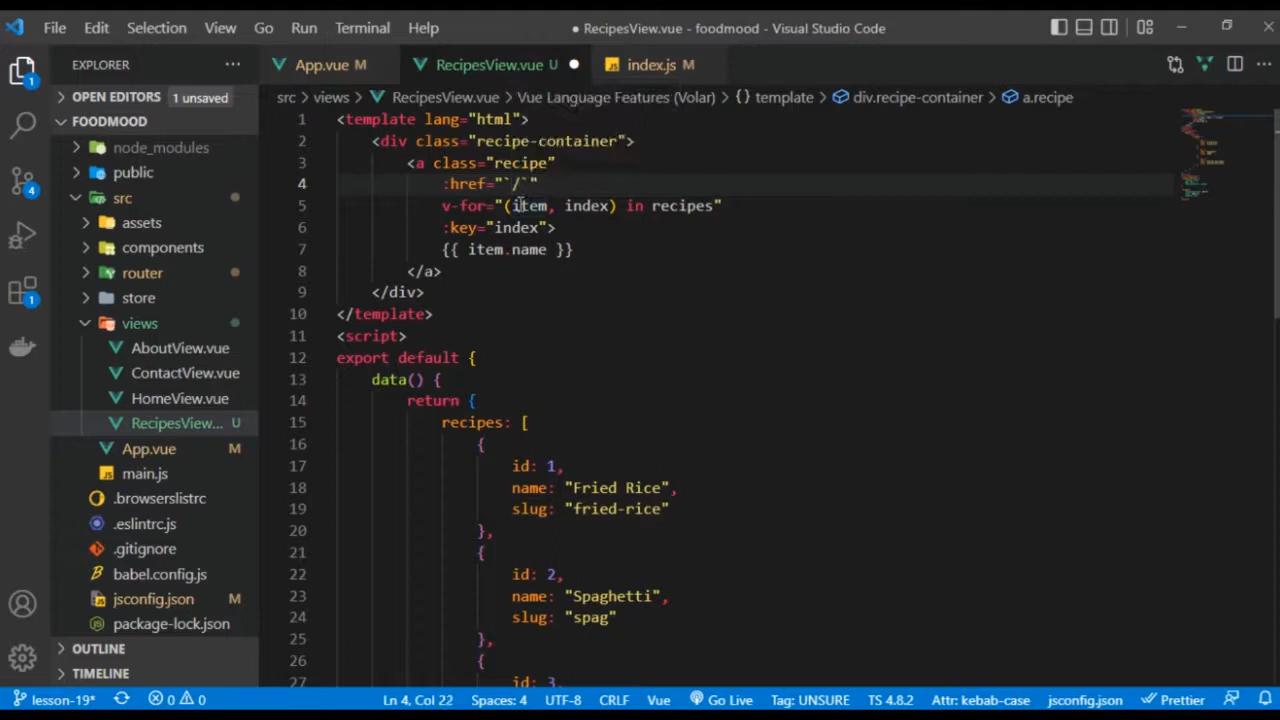 File Edit Selection View Go Run Terminal Help
● RecipesView.vue - foodmood - Visual Studio Code
EXPLORER ...
App.vue M
RecipesView.vue U
index.js M
OPEN EDITORS 1 unsaved
src > views > RecipesView.vue > Vue Language Features (Volar) > {} template > div.recipe-container > a.recipe
FOODMOOD
node_modules
public
src
assets
components
router
store
views
AboutView.vue
ContactView.vue
HomeView.vue
RecipesView... U
App.vue M
main.js
.browserslistrc
.eslintrc.js
.gitignore
babel.config.js
jsconfig.json M
package-lock.json
OUTLINE
TIMELINE
1
4
1
1 <template lang="html">
2 <div class="recipe-container">
3 <a class="recipe"
4 :href="`/`"
5 v-for="(item, index) in recipes"
6 :key="index">
7 {{ item.name }}
8 </a>
9 </div>
10 </template>
11 <script>
12 export default {
13 data() {
14 return {
15 recipes: [
16 {
17 id: 1,
18 name: "Fried Rice",
19 slug: "fried-rice"
20 },
21 {
22 id: 2,
23 name: "Spaghetti",
24 slug: "spag"
25 },
26 {
27 id: 3,
lesson-19* 0 0 Ln 4, Col 22 Spaces: 4 UTF-8 CRLF Vue Go Live Tag: UNSURE TS 4.8.2 Attr: kebab-case jsconfig.json Prettier